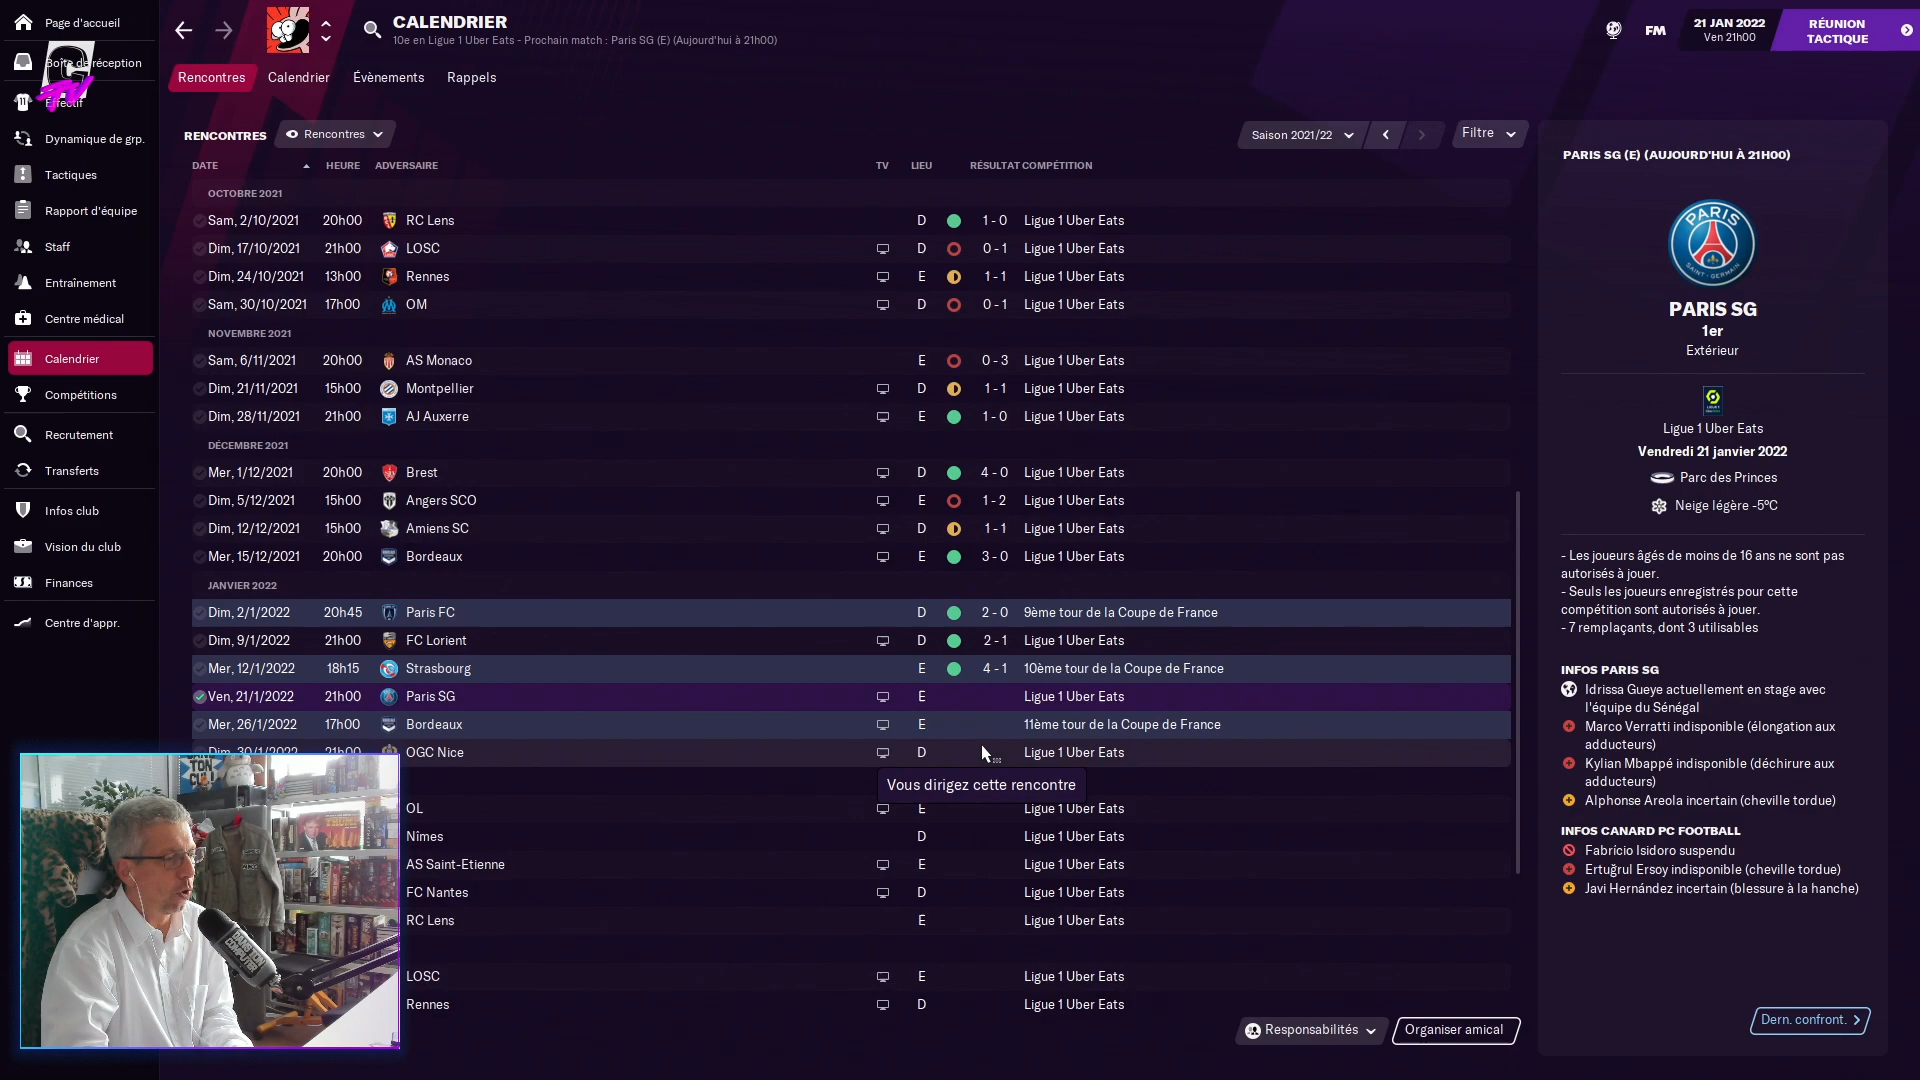 Page d'accueil
Boîte de réception
Effectif
Dynamique de grp.
Tactiques
Rapport d'équipe
Staff
Entraînement
Centre médical
Calendrier
Compétitions
Recrutement
Transferts
Infos club
Vision du club
Finances
Centre d'appr.
CALENDRIER
10e en Ligue 1 Uber Eats - Prochain match : Paris SG (E) (Aujourd'hui à 21h00)
FM
21 JAN 2022
Ven 21h00
RÉUNION
TACTIQUE
Rencontres Calendrier Évènements Rappels
RENCONTRES Rencontres Saison 2021/22 Filtre
DATE HEURE ADVERSAIRE TV LIEU RÉSULTAT COMPÉTITION
OCTOBRE 2021
Sam, 2/10/2021 20h00 RC Lens D 1 - 0 Ligue 1 Uber Eats
Dim, 17/10/2021 21h00 LOSC D 0 - 1 Ligue 1 Uber Eats
Dim, 24/10/2021 13h00 Rennes E 1 - 1 Ligue 1 Uber Eats
Sam, 30/10/2021 17h00 OM D 0 - 1 Ligue 1 Uber Eats
NOVEMBRE 2021
Sam, 6/11/2021 20h00 AS Monaco E 0 - 3 Ligue 1 Uber Eats
Dim, 21/11/2021 15h00 Montpellier D 1 - 1 Ligue 1 Uber Eats
Dim, 28/11/2021 21h00 AJ Auxerre E 1 - 0 Ligue 1 Uber Eats
DÉCEMBRE 2021
Mer, 1/12/2021 20h00 Brest D 4 - 0 Ligue 1 Uber Eats
Dim, 5/12/2021 15h00 Angers SCO E 1 - 2 Ligue 1 Uber Eats
Dim, 12/12/2021 15h00 Amiens SC D 1 - 1 Ligue 1 Uber Eats
Mer, 15/12/2021 20h00 Bordeaux E 3 - 0 Ligue 1 Uber Eats
JANVIER 2022
Dim, 2/1/2022 20h45 Paris FC D 2 - 0 9ème tour de la Coupe de France
Dim, 9/1/2022 21h00 FC Lorient D 2 - 1 Ligue 1 Uber Eats
Mer, 12/1/2022 18h15 Strasbourg E 4 - 1 10ème tour de la Coupe de France
Ven, 21/1/2022 21h00 Paris SG E Ligue 1 Uber Eats
Mer, 26/1/2022 17h00 Bordeaux E 11ème tour de la Coupe de France
Dim, 30/1/2022 21h00 OGC Nice D Ligue 1 Uber Eats
Vous dirigez cette rencontre
OL E Ligue 1 Uber Eats
Nîmes D Ligue 1 Uber Eats
AS Saint-Etienne E Ligue 1 Uber Eats
FC Nantes D Ligue 1 Uber Eats
RC Lens E Ligue 1 Uber Eats
LOSC E Ligue 1 Uber Eats
Rennes D Ligue 1 Uber Eats
Responsabilités Organiser amical
PARIS SG (E) (AUJOURD'HUI À 21H00)
PARIS
SAINT-GERMAIN
PARIS SG
1er
Extérieur
Ligue 1 Uber Eats
Vendredi 21 janvier 2022
Parc des Princes
Neige légère -5°C
- Les joueurs âgés de moins de 16 ans ne sont pas
autorisés à jouer.
- Seuls les joueurs enregistrés pour cette
compétition sont autorisés à jouer.
- 7 remplaçants, dont 3 utilisables
INFOS PARIS SG
Idrissa Gueye actuellement en stage avec
l'équipe du Sénégal
Marco Verratti indisponible (élongation aux
adducteurs)
Kylian Mbappé indisponible (déchirure aux
adducteurs)
Alphonse Areola incertain (cheville tordue)
INFOS CANARD PC FOOTBALL
Fabrício Isidoro suspendu
Ertuğrul Ersoy indisponible (cheville tordue)
Javi Hernández incertain (blessure à la hanche)
Dern. confront.